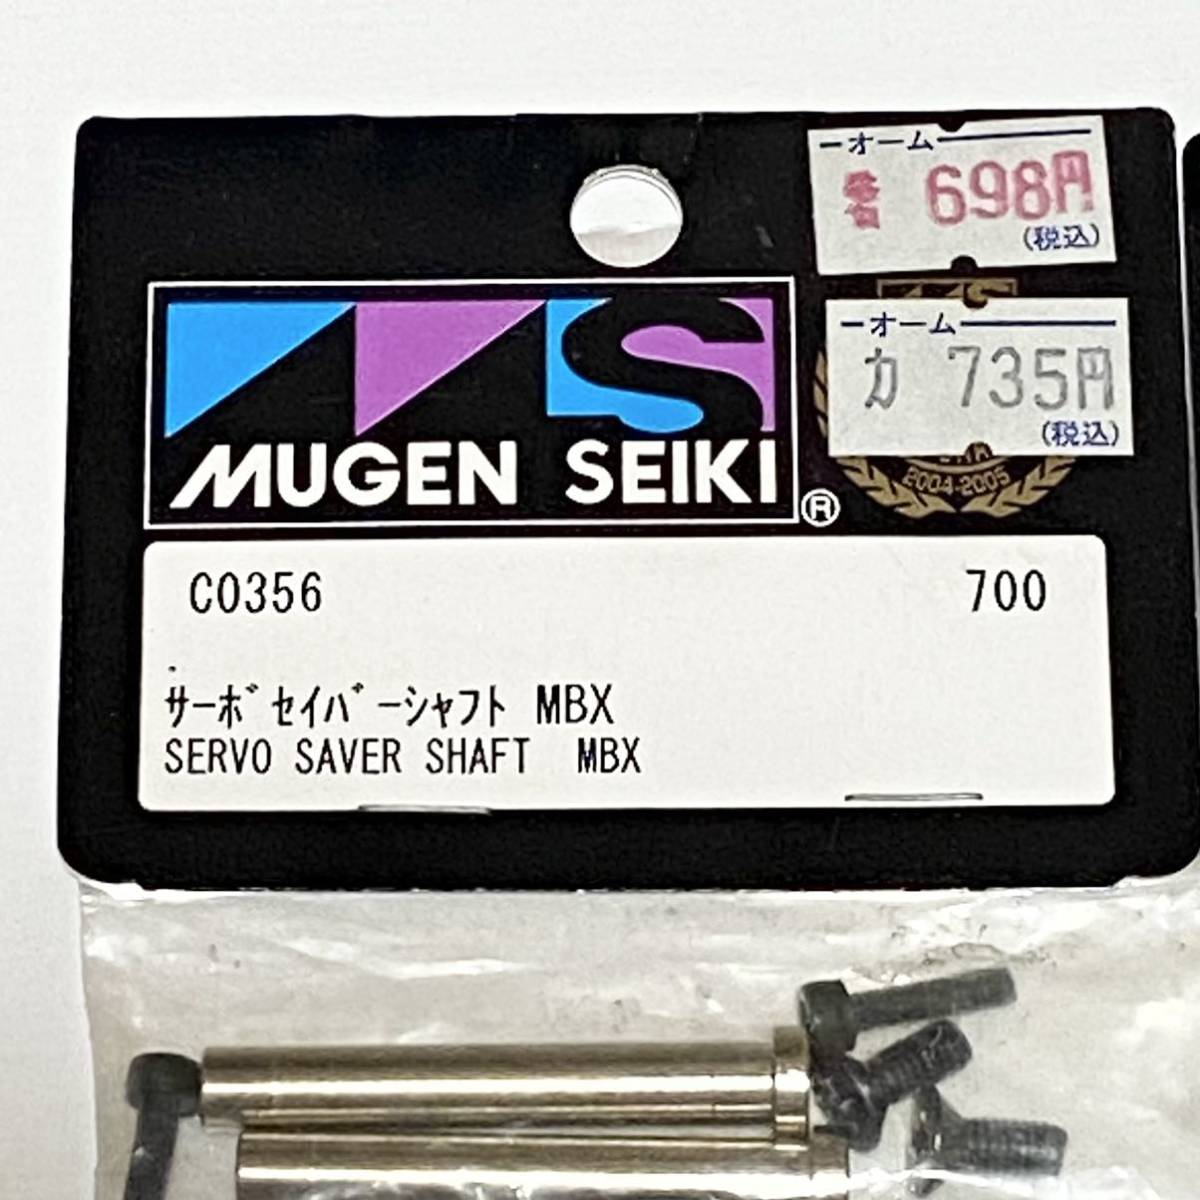 ーオーム
698円
(税込)
ーオーム
カ 735円
(税込)
MUGEN SEIKI®
2004-2005
C0356 700
ｻｰﾎﾞｾｲﾊﾞｰｼｬﾌﾄ MBX
SERVO SAVER SHAFT MBX